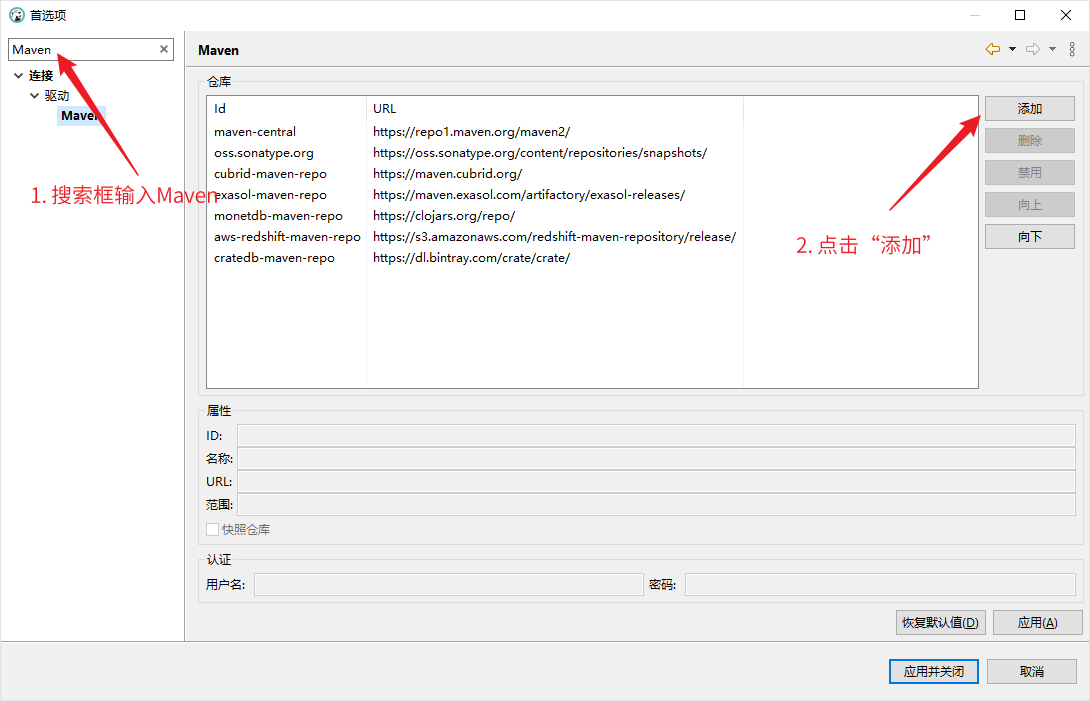 首选项
Maven
连接
驱动
Maven
1. 搜索框输入Maven
Maven
仓库
Id URL
maven-central https://repo1.maven.org/maven2/
oss.sonatype.org https://oss.sonatype.org/content/repositories/snapshots/
cubrid-maven-repo https://maven.cubrid.org/
exasol-maven-repo https://maven.exasol.com/artifactory/exasol-releases/
monetdb-maven-repo https://clojars.org/repo/
aws-redshift-maven-repo https://s3.amazonaws.com/redshift-maven-repository/release/
cratedb-maven-repo https://dl.bintray.com/crate/crate/
添加
删除
禁用
向上
向下
2. 点击“添加”
属性
ID:
名称:
URL:
范围:
快照仓库
认证
用户名: 密码:
恢复默认值(D) 应用(A)
应用并关闭 取消